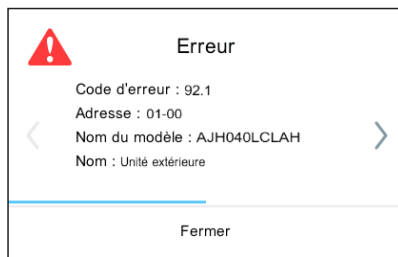 Erreur
Code d'erreur : 92.1
Adresse : 01-00
Nom du modèle : AJH040LCLAH
Nom : Unité extérieure
Fermer